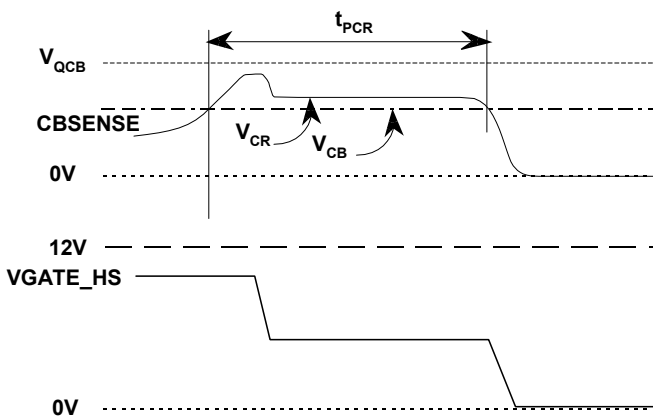 tPCR
VQCB
CBSENSE
VCR
VCB
0V
12V
VGATE_HS
0V